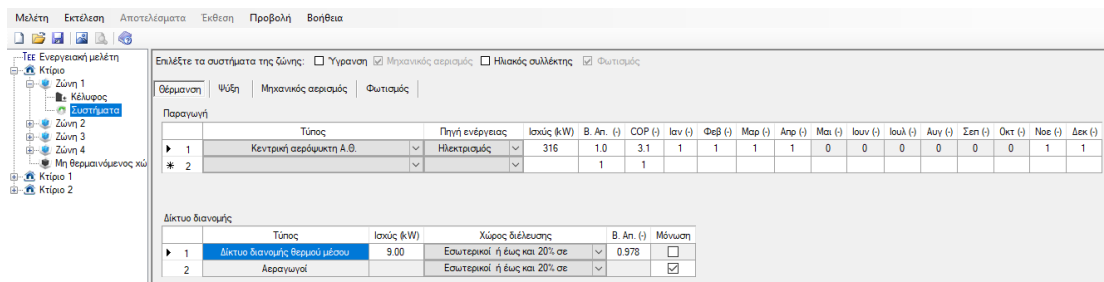 Μελέτη Εκτέλεση Αποτελέσματα Έκθεση Προβολή Βοήθεια
ΤΕΕ Ενεργειακή μελέτη
Κτίριο
Ζώνη 1
Κέλυφος
Συστήματα
Ζώνη 2
Ζώνη 3
Ζώνη 4
Μη θερμαινόμενος χώ
Κτίριο 1
Κτίριο 2
Επιλέξτε τα συστήματα της ζώνης: Ύγρανση Μηχανικός αερισμός Ηλιακός συλλέκτης Φωτισμός
Θέρμανση Ψύξη Μηχανικός αερισμός Φωτισμός
Παραγωγή
Τύπος Πηγή ενέργειας Ισχύς (kW) Β. Απ. (-) COP (-) Ιαν (-) Φεβ (-) Μαρ (-) Απρ (-) Μαι (-) Ιουν (-) Ιουλ (-) Αυγ (-) Σεπ (-) Οκτ (-) Νοε (-) Δεκ (-)
1 Κεντρική αερόψυκτη Α.Θ. Ηλεκτρισμός 316 1.0 3.1 1 1 1 1 0 0 0 0 0 0 1 1
* 2 1 1
Δίκτυο διανομής
Τύπος Ισχύς (kW) Χώρος διέλευσης Β. Απ. (-) Μόνωση
1 Δίκτυο διανομής θερμού μέσου 9.00 Εσωτερικοί ή έως και 20% σε 0.978
2 Αεραγωγοί Εσωτερικοί ή έως και 20% σε